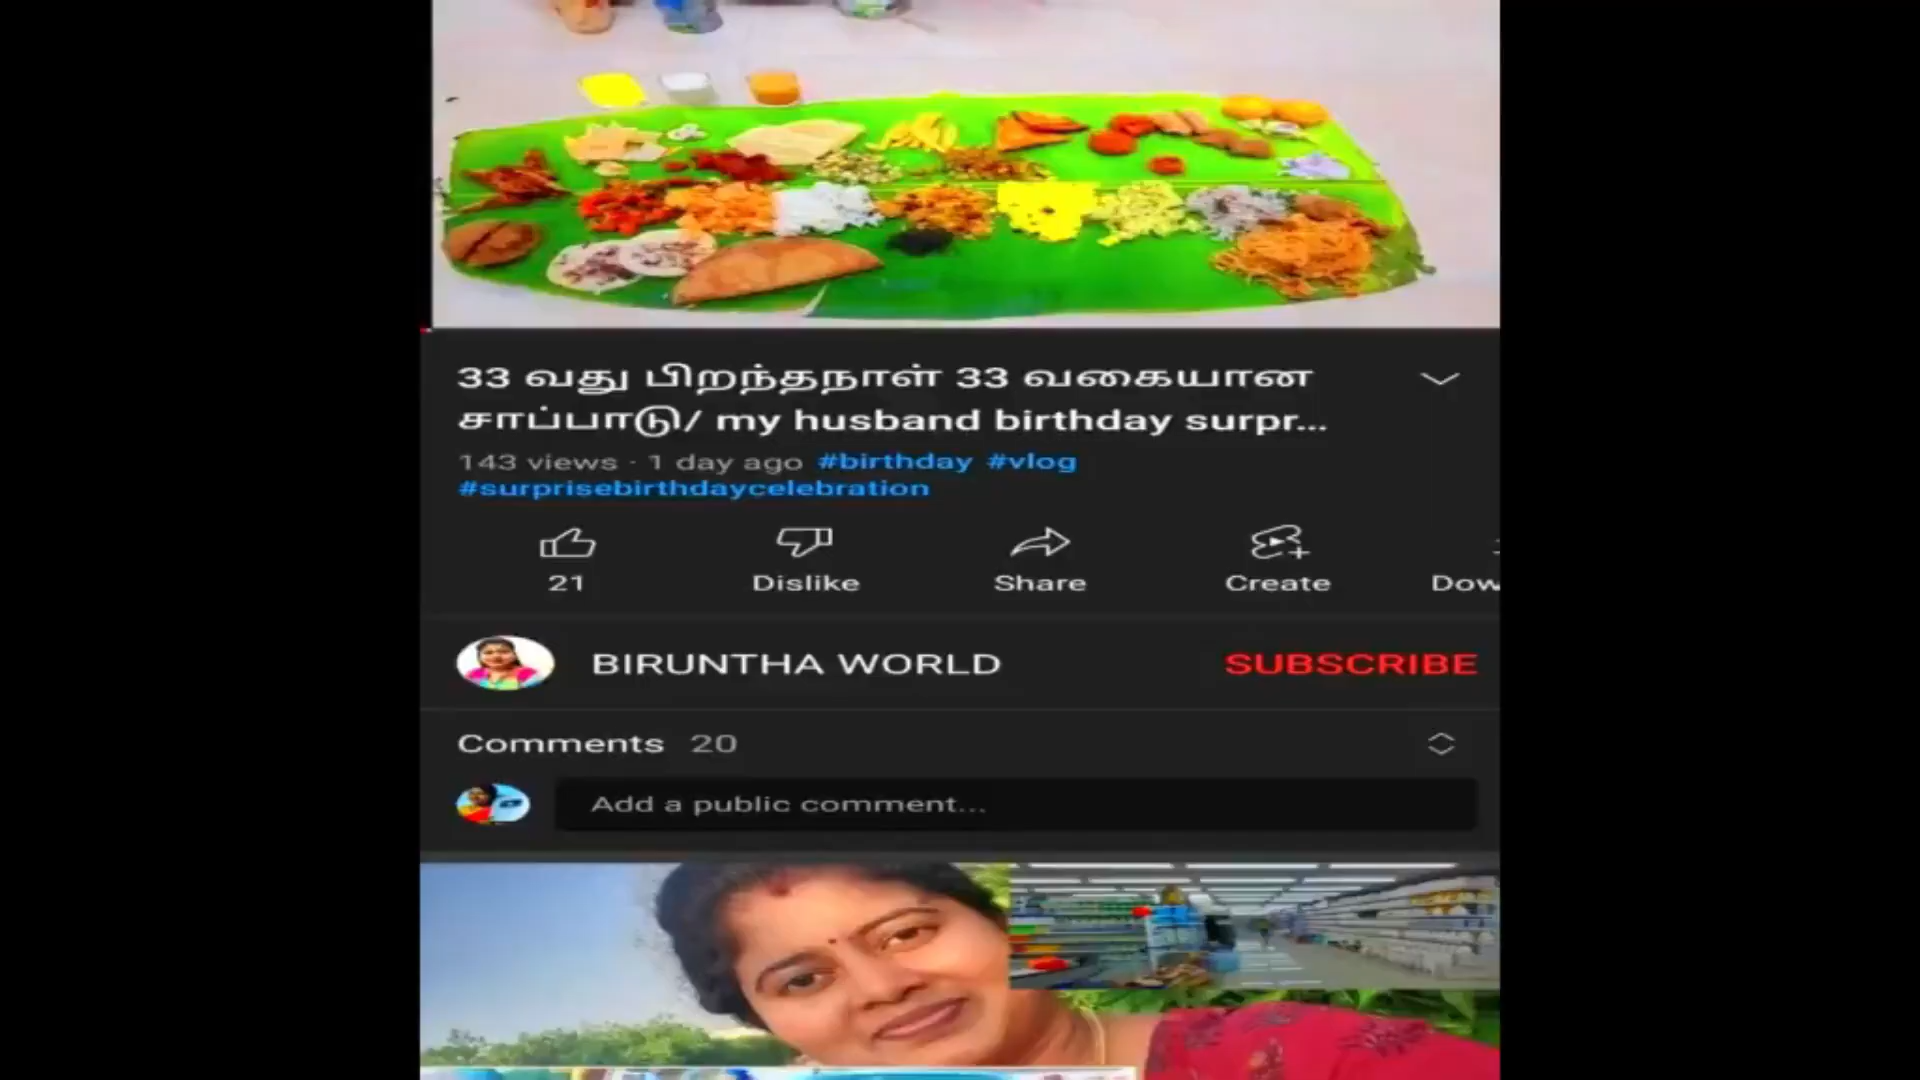 33 வது பிறந்தநாள் 33 வகையான
சாப்பாடு/ my husband birthday surpr...
143 views · 1 day ago #birthday #vlog
#surprisebirthdaycelebration
21 Dislike Share Create Dow
BIRUNTHA WORLD SUBSCRIBE
Comments 20
Add a public comment...